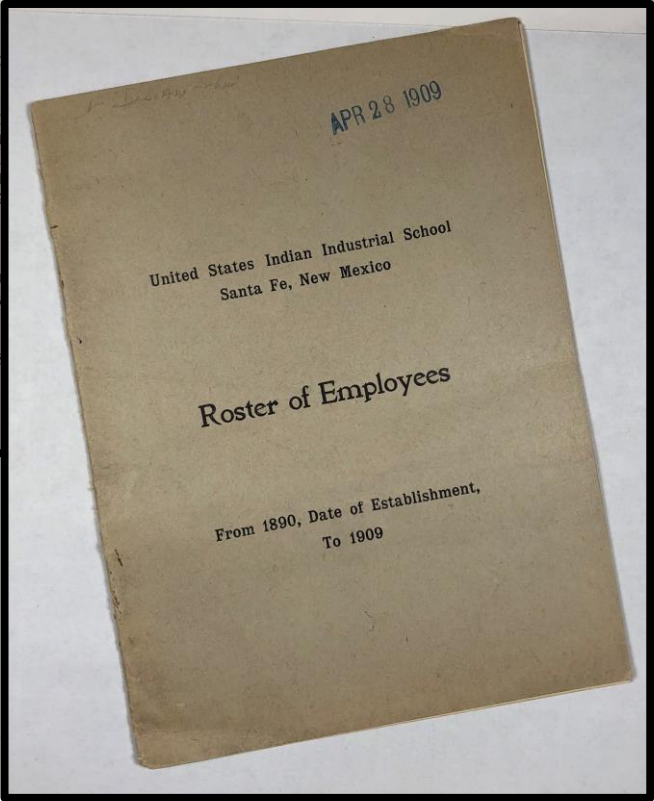 APR 28 1909
United States Indian Industrial School
Santa Fe, New Mexico
Roster of Employees
From 1890, Date of Establishment,
To 1909